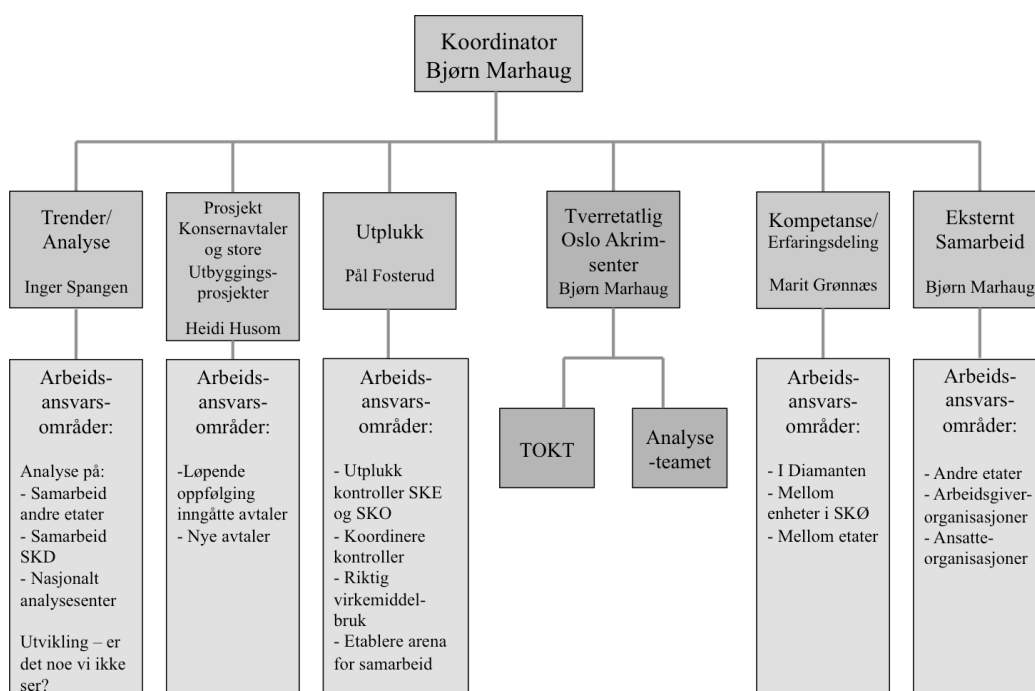 Koordinator
Bjørn Marhaug
Trender/
Analyse
Inger Spangen
Prosjekt
Konsernavtaler
og store
Utbyggings-
prosjekter
Heidi Husom
Utplukk
Pål Fosterud
Tverretatlig
Oslo Akrim-
senter
Bjørn Marhaug
Kompetanse/
Erfaringsdeling
Marit Grønnæs
Eksternt
Samarbeid
Bjørn Marhaug
Arbeids-
ansvars-
områder:
Analyse på:
- Samarbeid
andre etater
- Samarbeid
SKD
- Nasjonalt
analysesenter
Utvikling – er
det noe vi ikke
ser?
Arbeids-
ansvars-
områder:
-Løpende
oppfølging
inngåtte avtaler
- Nye avtaler
Arbeids-
ansvars-
områder:
- Utplukk
kontroller SKE
og SKO
- Koordinere
kontroller
- Riktig
virkemiddel-
bruk
- Etablere arena
for samarbeid
TOKT
Analyse
-teamet
Arbeids-
ansvars-
områder:
- I Diamanten
- Mellom
enheter i SKØ
- Mellom etater
Arbeids-
ansvars-
områder:
- Andre etater
- Arbeidsgiver-
organisasjoner
- Ansatte-
organisasjoner